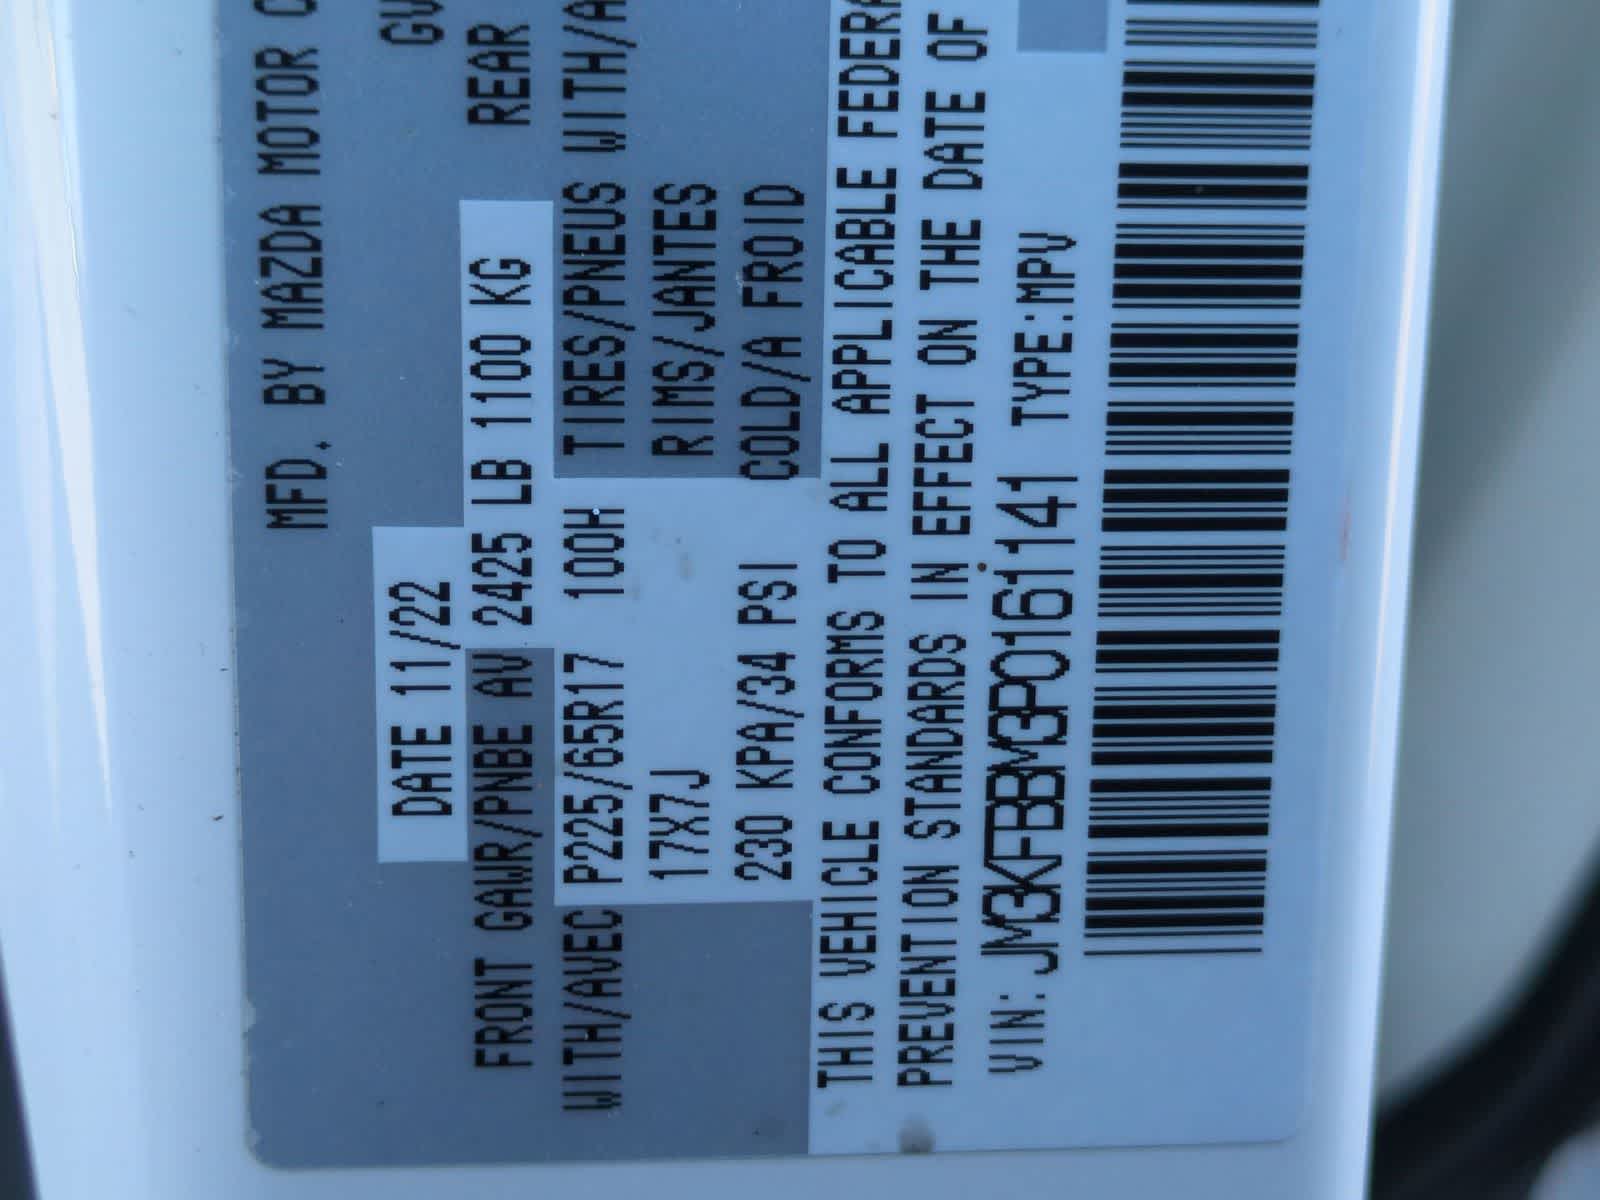 MFD. BY MAZDA MOTOR
DATE 11/22
FRONT GAWR/PNBE AV 2425 LB 1100 KG REAR
WITH/AVEC P225/65R17 100H TIRES/PNEUS WITH/A
17X7J RIMS/JANTES
230 KPA/34 PSI COLD/A FROID
THIS VEHICLE CONFORMS TO ALL APPLICABLE FEDERA
PREVENTION STANDARDS IN EFFECT ON THE DATE OF
VIN: JM3KFBBM3P0161141 TYPE:MPV